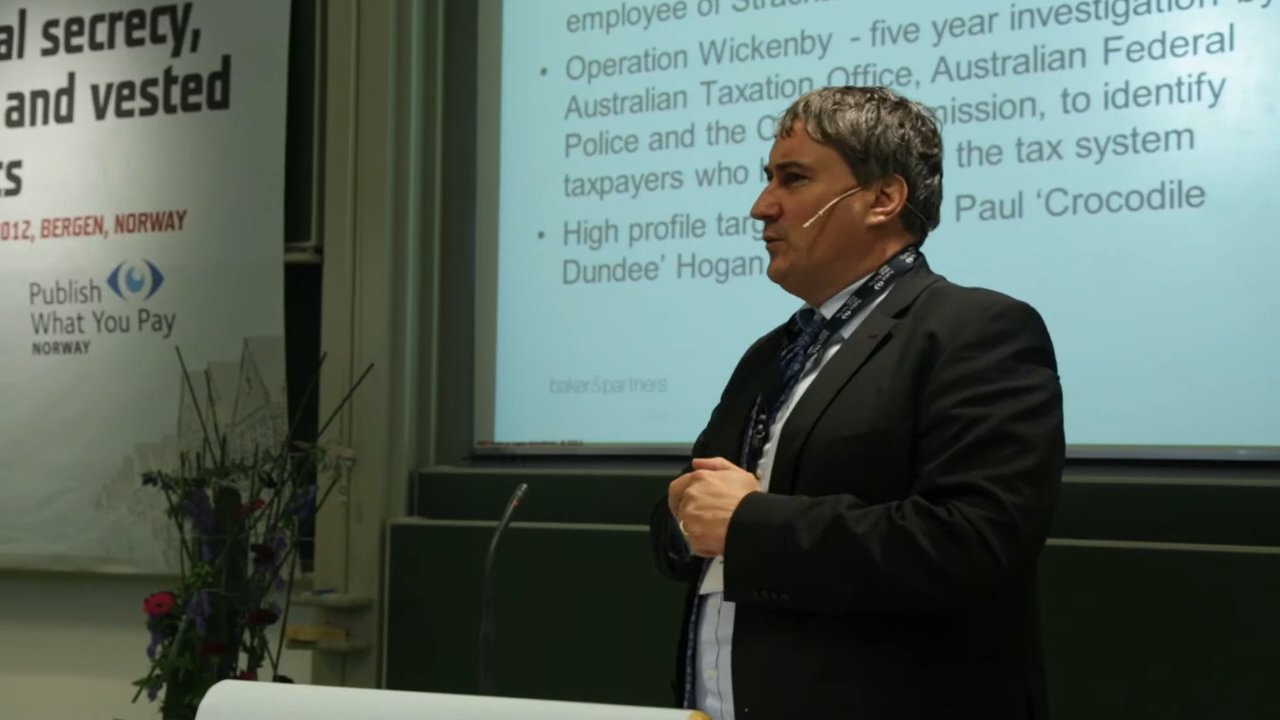 al secrecy,
and vested
ts
2012, BERGEN, NORWAY
Publish
What You Pay
NORWAY
employee of
Operation Wickenby - five year investigation by
Australian Taxation Office, Australian Federal
Police and the C mission, to identify
taxpayers who the tax system
High profile targ Paul ‘Crocodile
Dundee’ Hogan
baker&partners